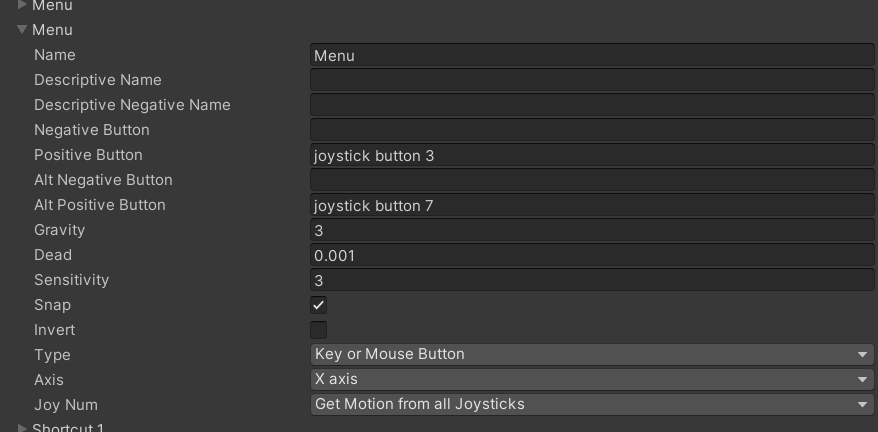 Menu
Menu
Name Menu
Descriptive Name
Descriptive Negative Name
Negative Button
Positive Button joystick button 3
Alt Negative Button
Alt Positive Button joystick button 7
Gravity 3
Dead 0.001
Sensitivity 3
Snap
Invert
Type Key or Mouse Button
Axis X axis
Joy Num Get Motion from all Joysticks
Shortcut 1